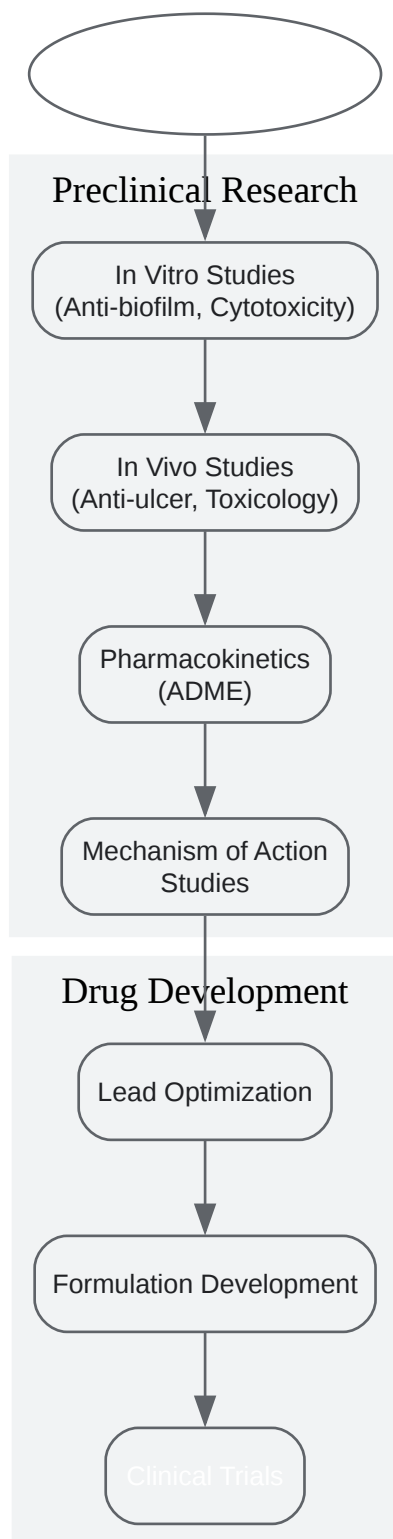 Preclinical Research
In Vitro Studies
(Anti-biofilm, Cytotoxicity)
In Vivo Studies
(Anti-ulcer, Toxicology)
Pharmacokinetics
(ADME)
Mechanism of Action
Studies
Drug Development
Lead Optimization
Formulation Development
Clinical Trials